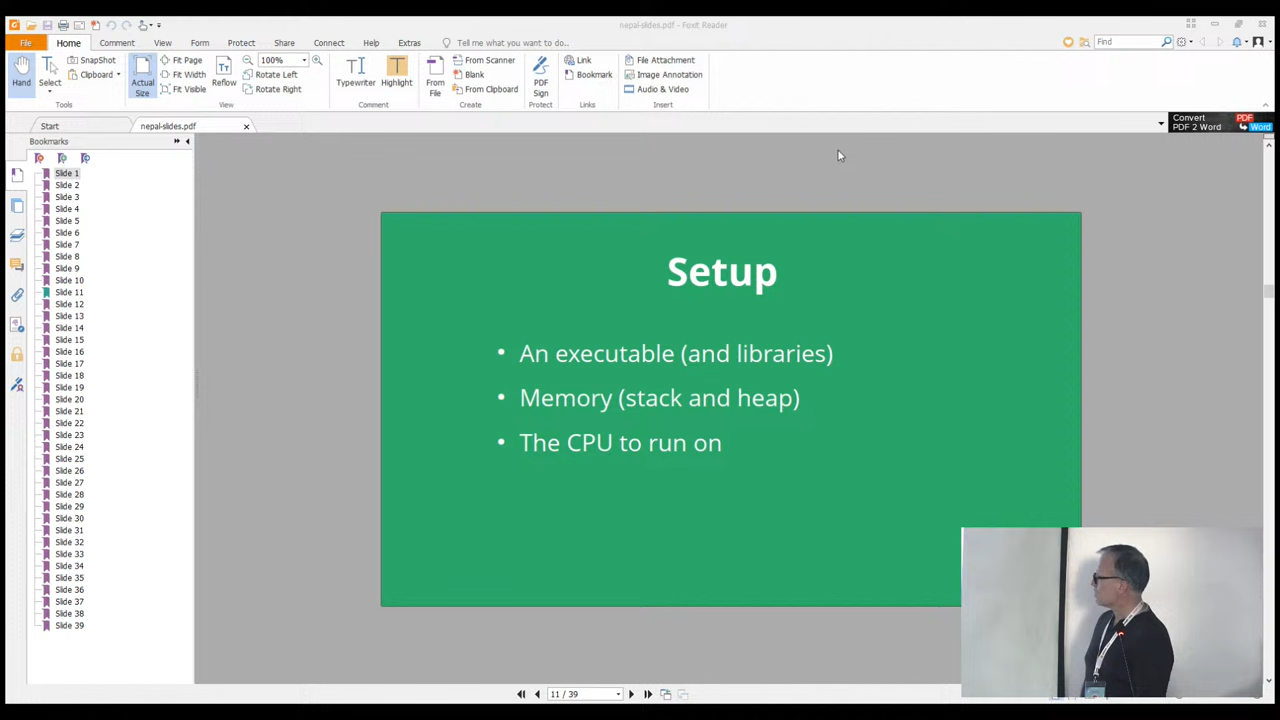 nepal-slides.pdf - Foxit Reader
File Home Comment View Form Protect Share Connect Help Extras Tell me what you want to do.. Find
SnapShot Fit Page 100% From Scanner Link File Attachment
Clipboard Fit Width Rotate Left Blank Bookmark Image Annotation
Hand Select Actual Size Fit Visible Reflow Rotate Right Typewriter Highlight From File From Clipboard PDF Sign Audio & Video
Tools View Comment Create Protect Links Insert
Start nepal-slides.pdf Convert PDF
PDF 2 Word Word
Bookmarks
Slide 1
Slide 2
Slide 3
Slide 4
Slide 5
Slide 6
Slide 7
Slide 8
Slide 9
Slide 10
Slide 11
Slide 12
Slide 13
Slide 14
Slide 15
Slide 16
Slide 17
Slide 18
Slide 19
Slide 20
Slide 21
Slide 22
Slide 23
Slide 24
Slide 25
Slide 26
Slide 27
Slide 28
Slide 29
Slide 30
Slide 31
Slide 32
Slide 33
Slide 34
Slide 35
Slide 36
Slide 37
Slide 38
Slide 39
Setup
• An executable (and libraries)
• Memory (stack and heap)
• The CPU to run on
11 / 39